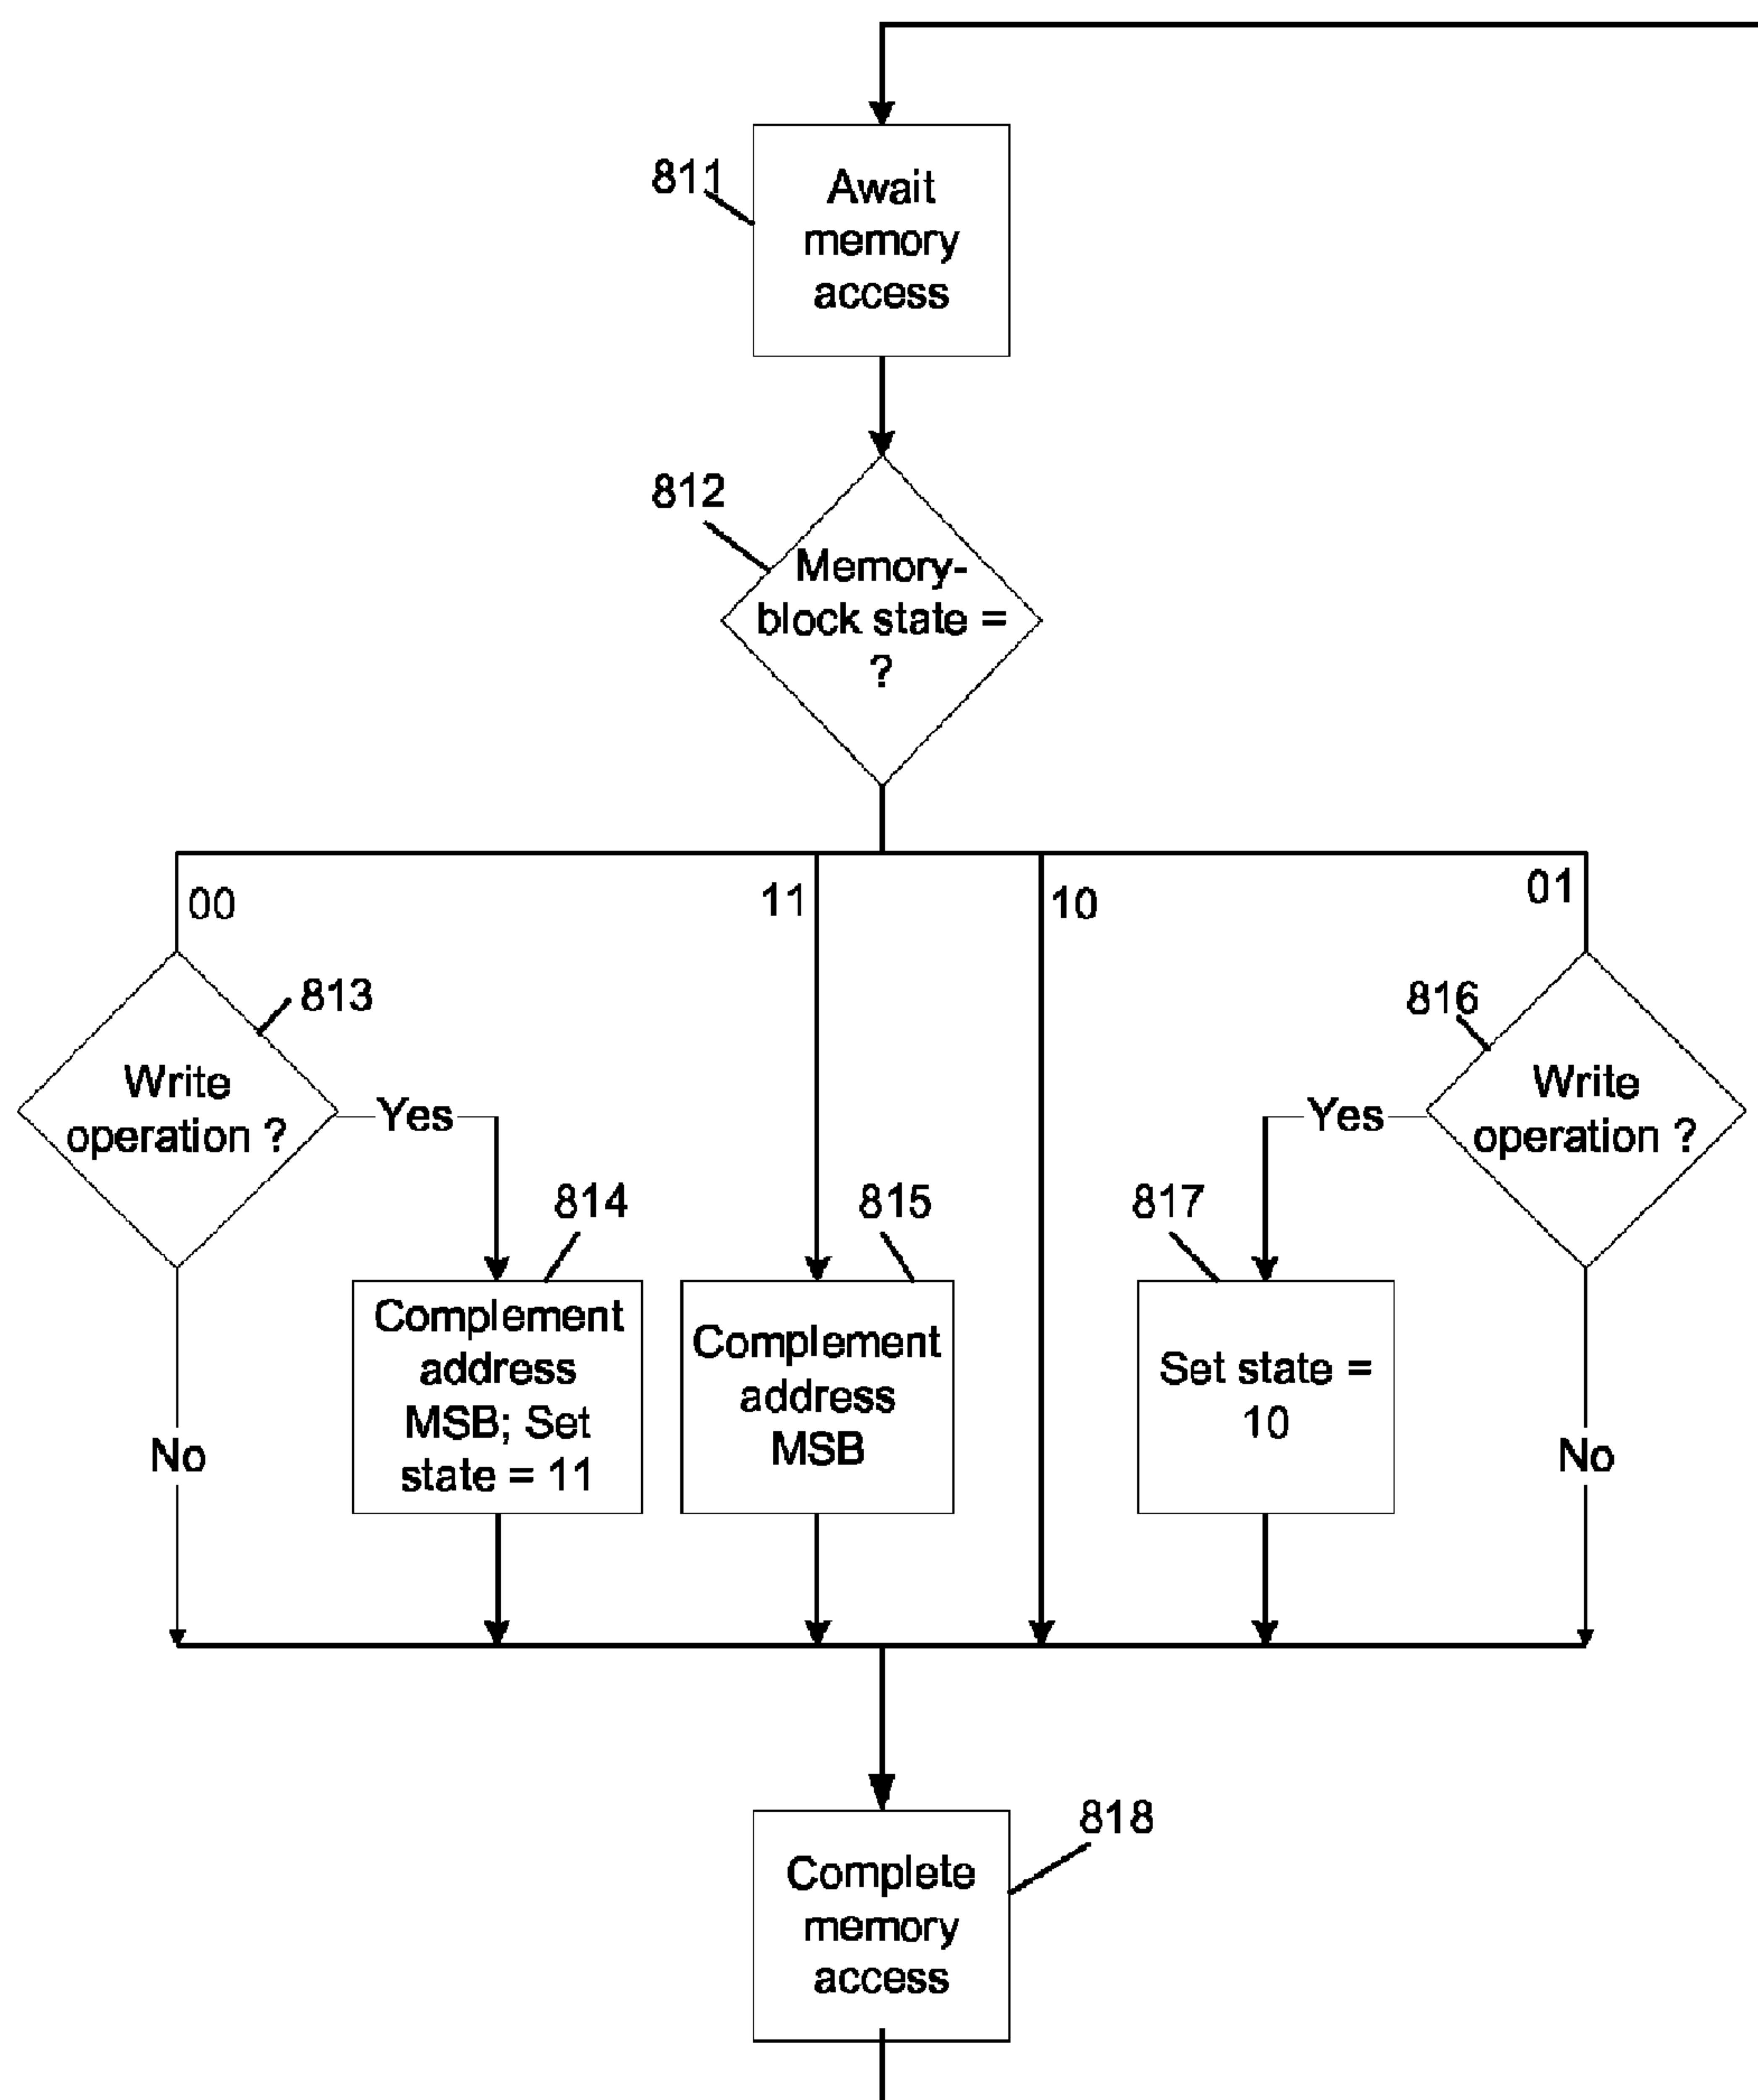 811
Await
memory
access
812
Memory-
block state =
?
00
11
10
01
813
Write
operation ?
Yes
816
Write
operation ?
Yes
814
Complement
address
MSB; Set
state = 11
815
Complement
address
MSB
817
Set state =
10
No
No
818
Complete
memory
access